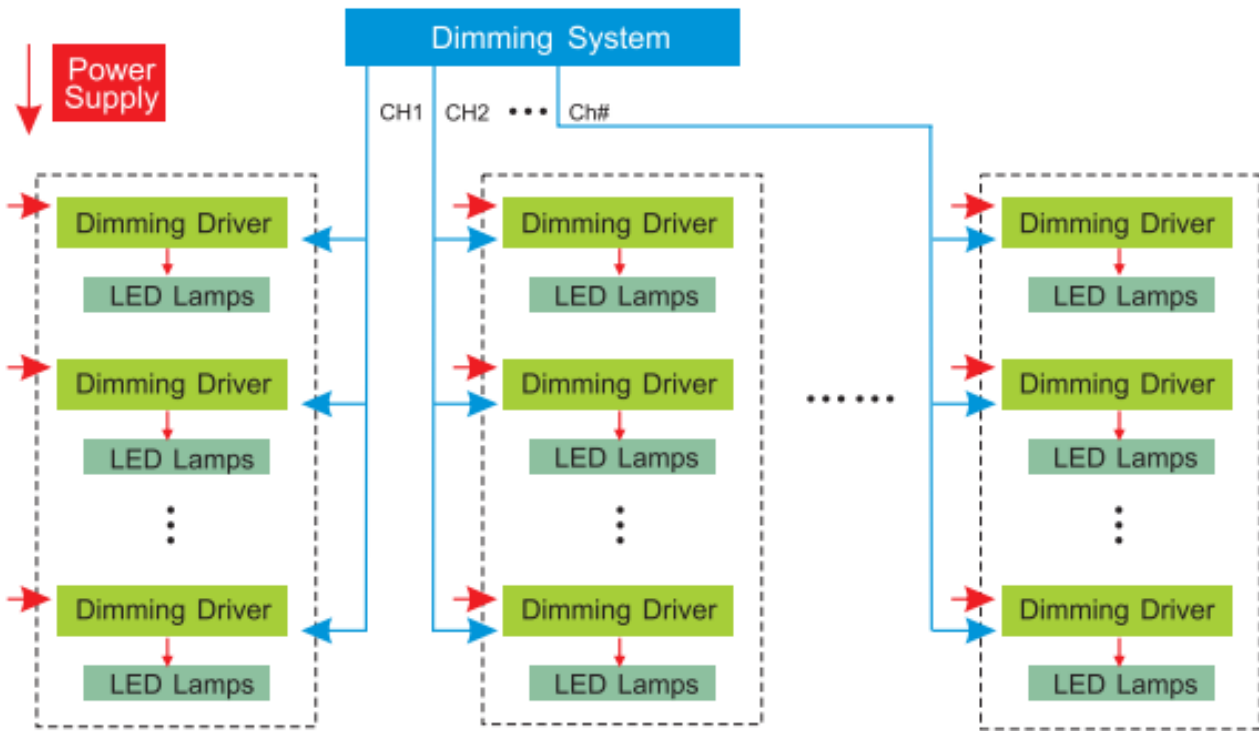 Dimming System
Power
Supply
CH1 CH2 ••• Ch#
Dimming Driver Dimming Driver Dimming Driver
LED Lamps LED Lamps LED Lamps
Dimming Driver Dimming Driver Dimming Driver
LED Lamps LED Lamps LED Lamps
Dimming Driver Dimming Driver Dimming Driver
LED Lamps LED Lamps LED Lamps